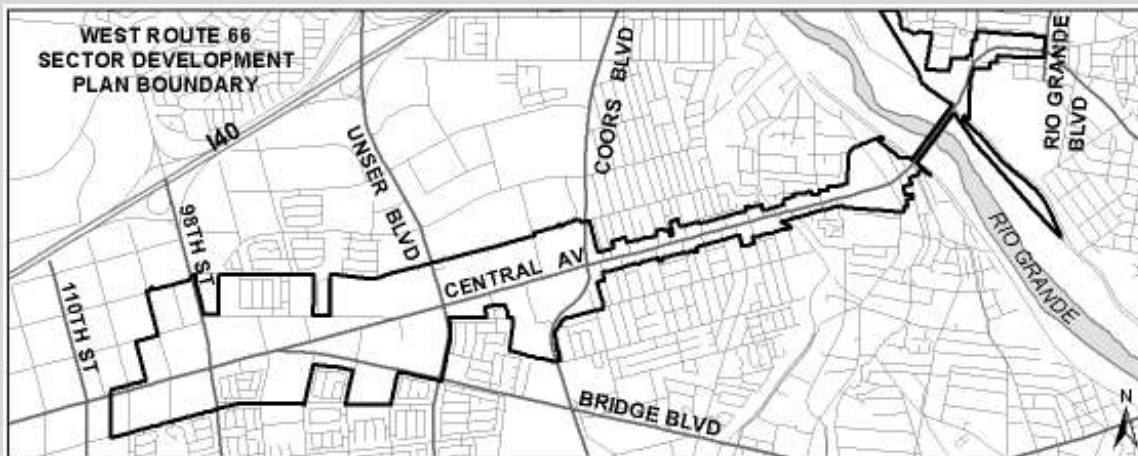 WEST ROUTE 66
SECTOR DEVELOPMENT
PLAN BOUNDARY
I40
UNSER BLVD
COORS BLVD
RIO GRANDE
BLVD
98TH ST
110TH ST
CENTRAL AV
RIO GRANDE
BRIDGE BLVD
N